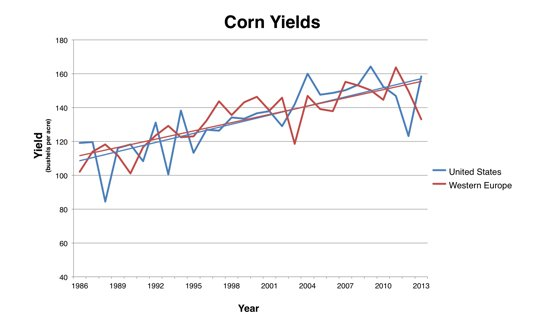 Corn Yields
180
160
140
120
100
80
60
40
Yield
(bushels per acre)
1986 1989 1992 1995 1998 2001 2004 2007 2010 2013
Year
United States
Western Europe